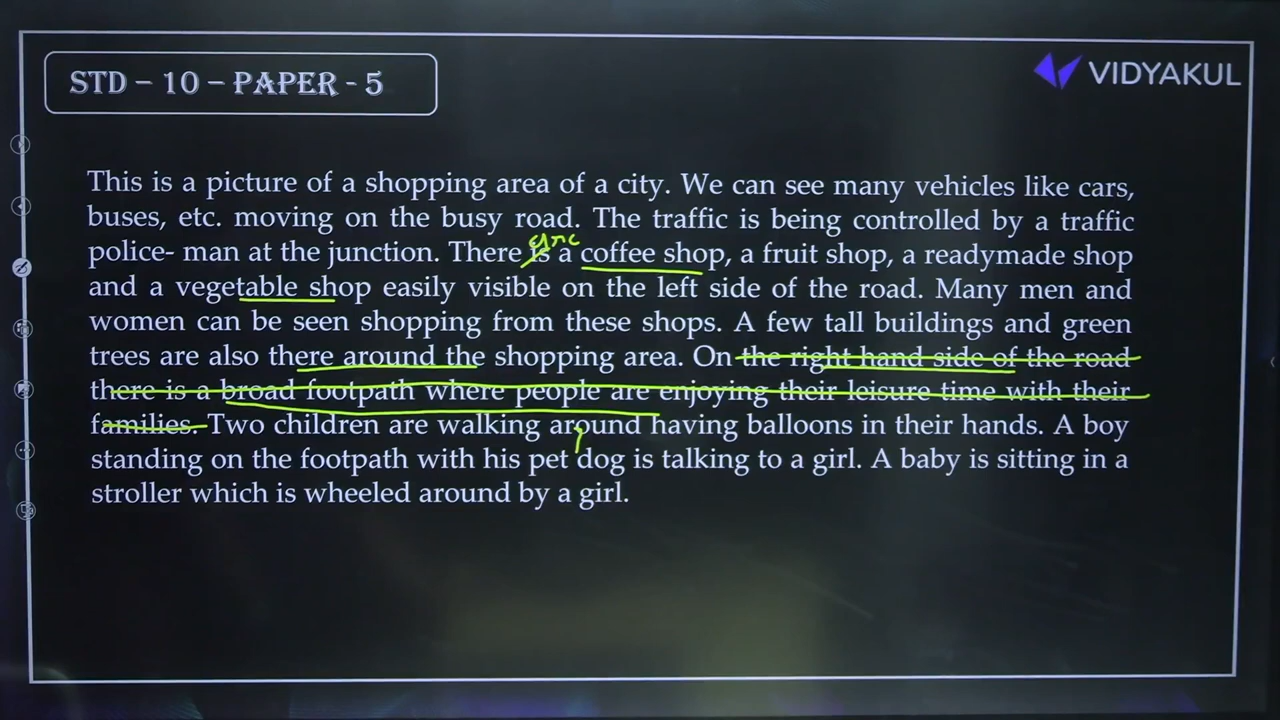 STD – 10 – PAPER - 5
VIDYAKUL
This is a picture of a shopping area of a city. We can see many vehicles like cars,
buses, etc. moving on the busy road. The traffic is being controlled by a traffic
are
police- man at the junction. There is a coffee shop, a fruit shop, a readymade shop
and a vegetable shop easily visible on the left side of the road. Many men and
women can be seen shopping from these shops. A few tall buildings and green
trees are also there around the shopping area. On the right hand side of the road
there is a broad footpath where people are enjoying their leisure time with their
families. Two children are walking around having balloons in their hands. A boy
standing on the footpath with his pet dog is talking to a girl. A baby is sitting in a
stroller which is wheeled around by a girl.